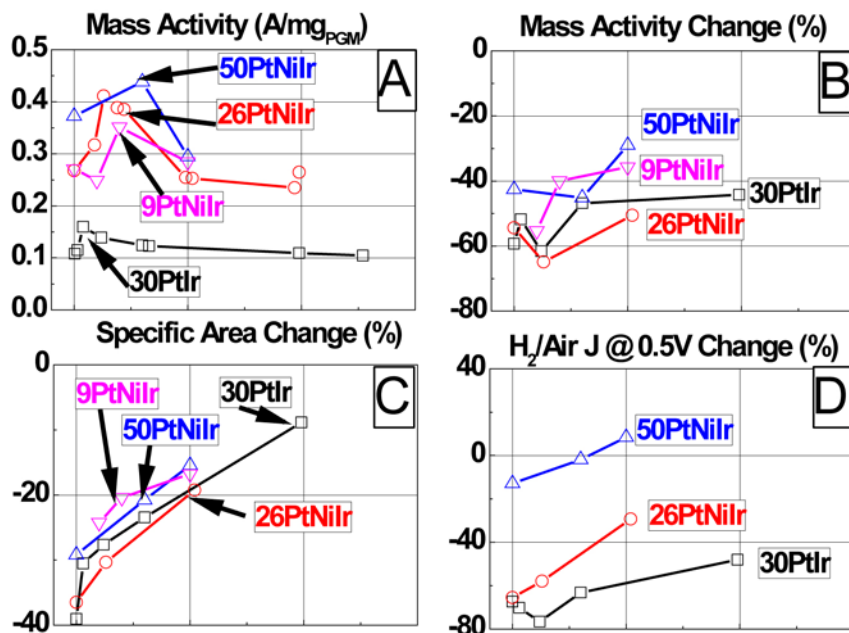 Mass Activity (A/mgPGM)
A
0.5
0.4
0.3
0.2
0.1
0.0
50PtNiIr
26PtNiIr
9PtNiIr
30PtIr
Mass Activity Change (%)
B
0
-20
-40
-60
-80
50PtNiIr
9PtNiIr
30PtIr
26PtNiIr
Specific Area Change (%)
C
0
-20
-40
9PtNiIr
30PtIr
50PtNiIr
26PtNiIr
H2/Air J @ 0.5V Change (%)
D
40
0
-40
-80
50PtNiIr
26PtNiIr
30PtIr